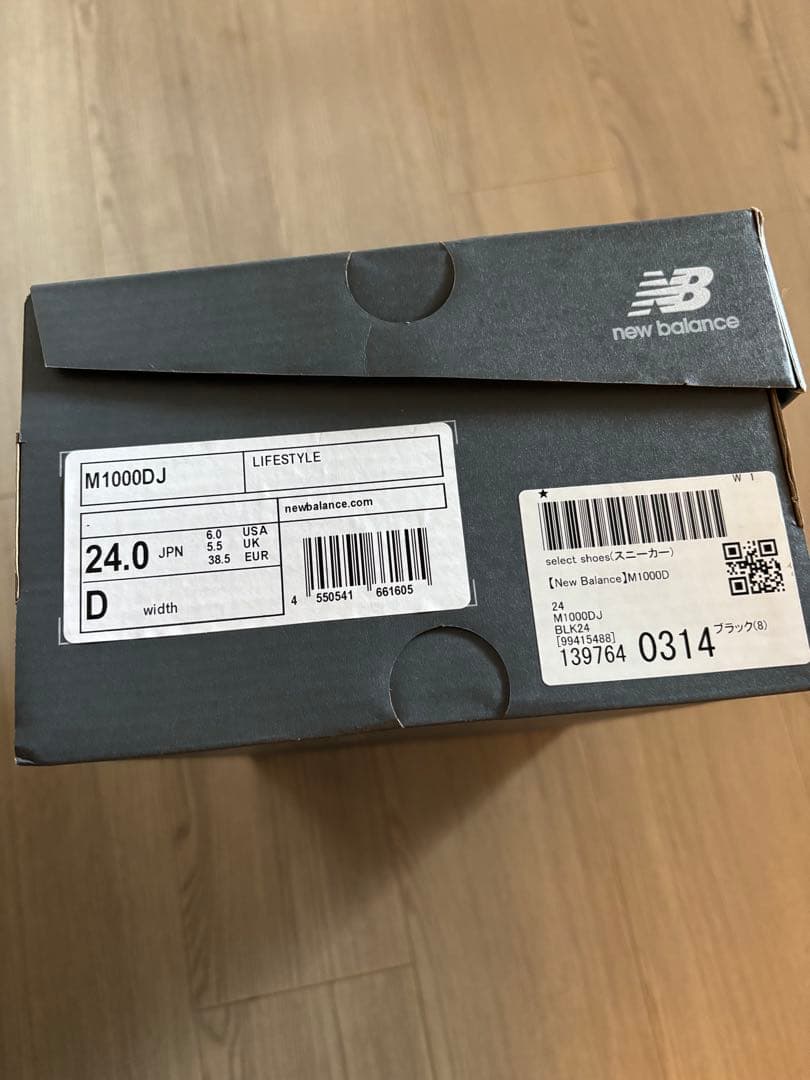 NB
new balance
M1000DJ
LIFESTYLE
-
newbalance.com
24.0 JPN
6.0 USA
5.5 UK
38.5 EUR
D width
4 550541 661605
W 1
★
select shoes(スニーカー)
【New Balance】M1000D
24
M1000DJ
BLK24
[99415488]
ブラック(8)
139764 0314